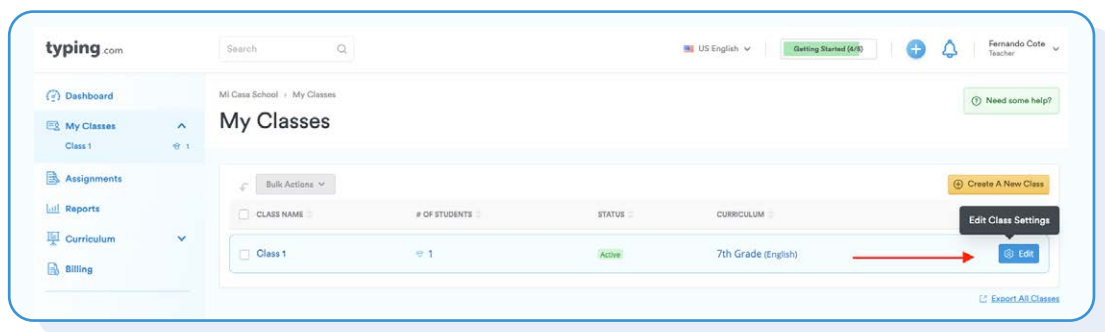 typing.com
Search
US English
Getting Started (4/6)
Fernando Cote
Teacher
Dashboard
My Classes
Class 1
1
Assignments
Reports
Curriculum
Billing
Mi Casa School › My Classes
My Classes
Need some help?
Bulk Actions
Create A New Class
CLASS NAME # OF STUDENTS STATUS CURRICULUM
Edit Class Settings
Class 1 1 Active 7th Grade (English) Edit
Export All Classes